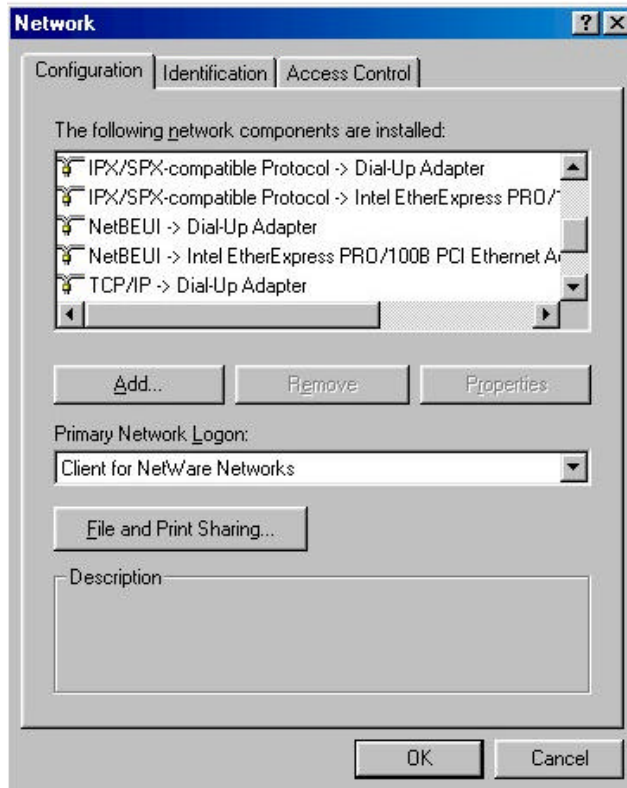 Network
Configuration
Identification
Access Control
The following network components are installed:
IPX/SPX-compatible Protocol -> Dial-Up Adapter
IPX/SPX-compatible Protocol -> Intel EtherExpress PRO/
NetBEUI -> Dial-Up Adapter
NetBEUI -> Intel EtherExpress PRO/100B PCI Ethernet
TCP/IP -> Dial-Up Adapter
Add...
Remove
Properties
Primary Network Logon:
Client for NetWare Networks
File and Print Sharing...
Description
OK
Cancel